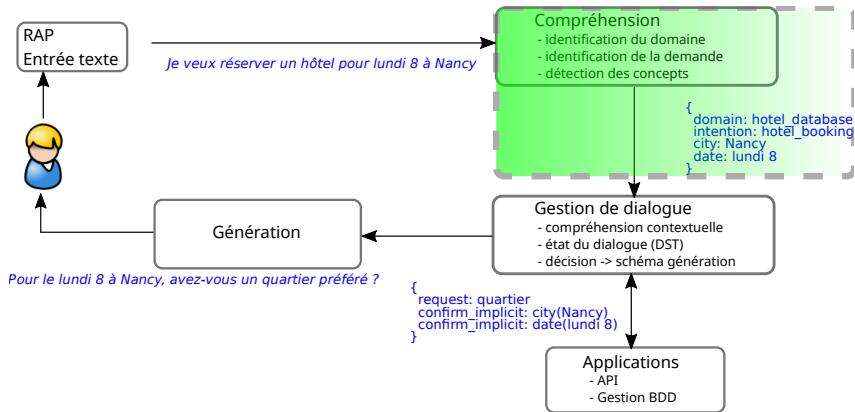 RAP
Entrée texte
Je veux réserver un hôtel pour lundi 8 à Nancy
Compréhension
- identification du domaine
- identification de la demande
- détection des concepts
{
domain: hotel_database
intention: hotel_booking
city: Nancy
date: lundi 8
}
Gestion de dialogue
- compréhension contextuelle
- état du dialogue (DST)
- décision -> schéma génération
Génération
Pour le lundi 8 à Nancy, avez-vous un quartier préféré ?
{
request: quartier
confirm_implicit: city(Nancy)
confirm_implicit: date(lundi 8)
}
Applications
- API
- Gestion BDD